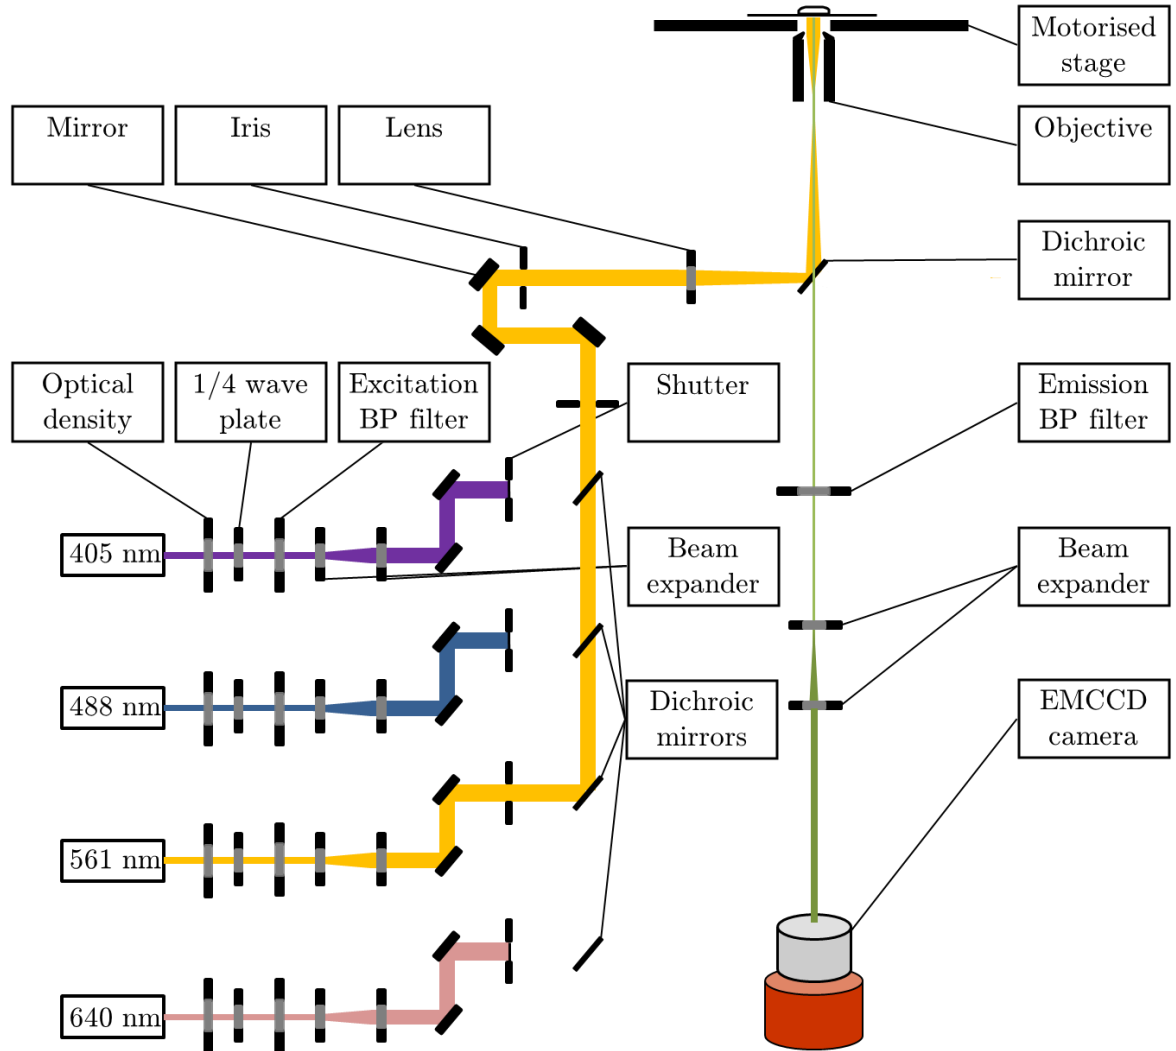 Motorised
stage
Mirror
Iris
Lens
Objective
Dichroic
mirror
Optical
density
1/4 wave
plate
Excitation
BP filter
Shutter
Emission
BP filter
405 nm
Beam
expander
Beam
expander
488 nm
Dichroic
mirrors
EMCCD
camera
561 nm
640 nm